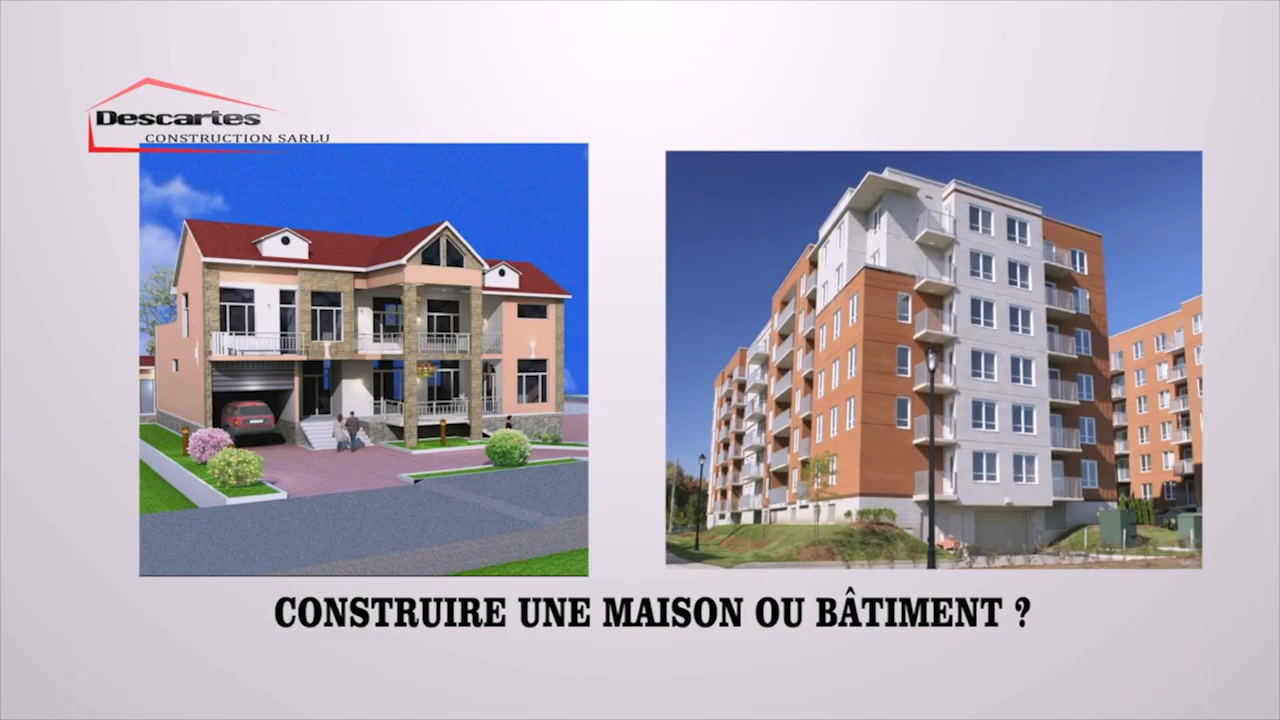 Descartes
CONSTRUCTION SARLU
CONSTRUIRE UNE MAISON OU BÂTIMENT ?